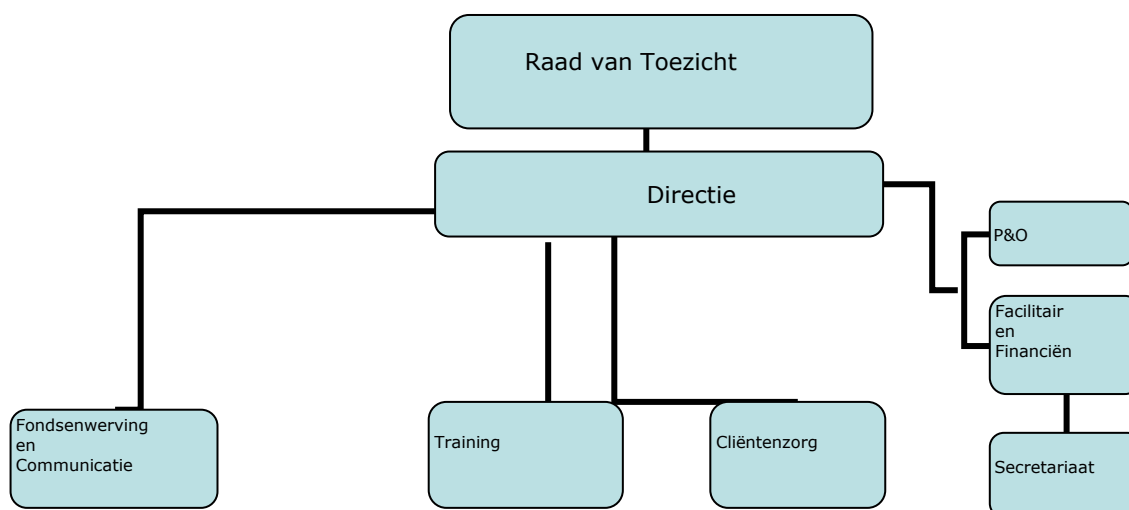 Raad van Toezicht
Directie
P&O
Facilitair
en
Financiën
Fondsenwerving
en
Communicatie
Training
Cliëntenzorg
Secretariaat